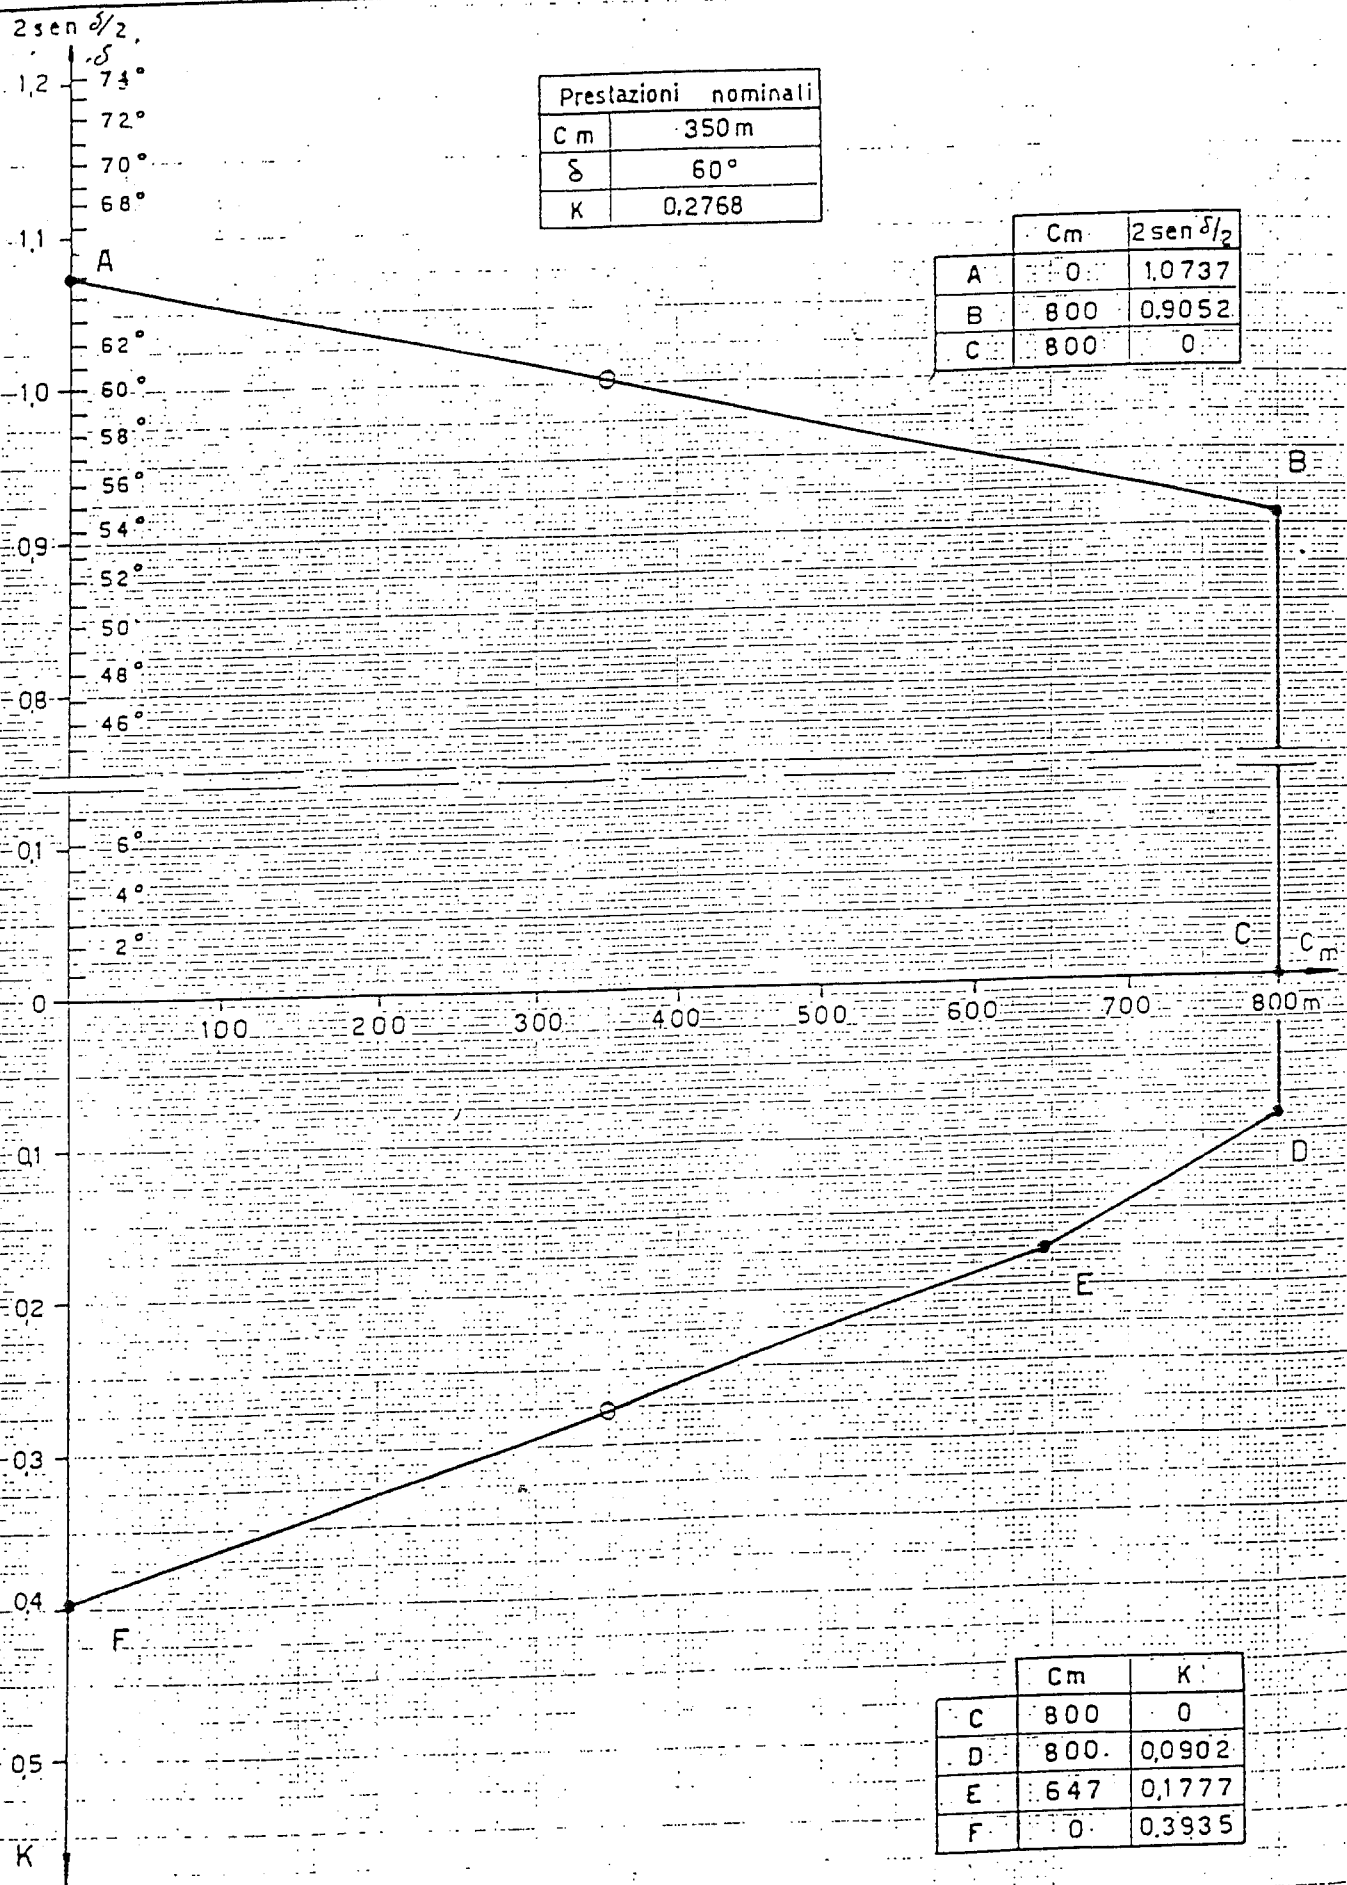 2 sen δ/2
δ
1,2
74°
72°
70°
68°
1,1
A
62°
1,0
60°
58°
56°
54°
0,9
52°
50°
48°
0,8
46°
0,1
6°
4°
2°
0
Prestazioni nominali
Cm 350 m
δ 60°
K 0,2768
Cm 2 sen δ/2
A 0 1.0737
B 800 0.9052
C 800 0
B
C Cm
100 200 300 400 500 600 700 800 m
0,1
D
E
0,2
0,3
0,4
F
0,5
K
Cm K
C 800 0
D 800 0,0902
E 647 0,1777
F 0 0.3935